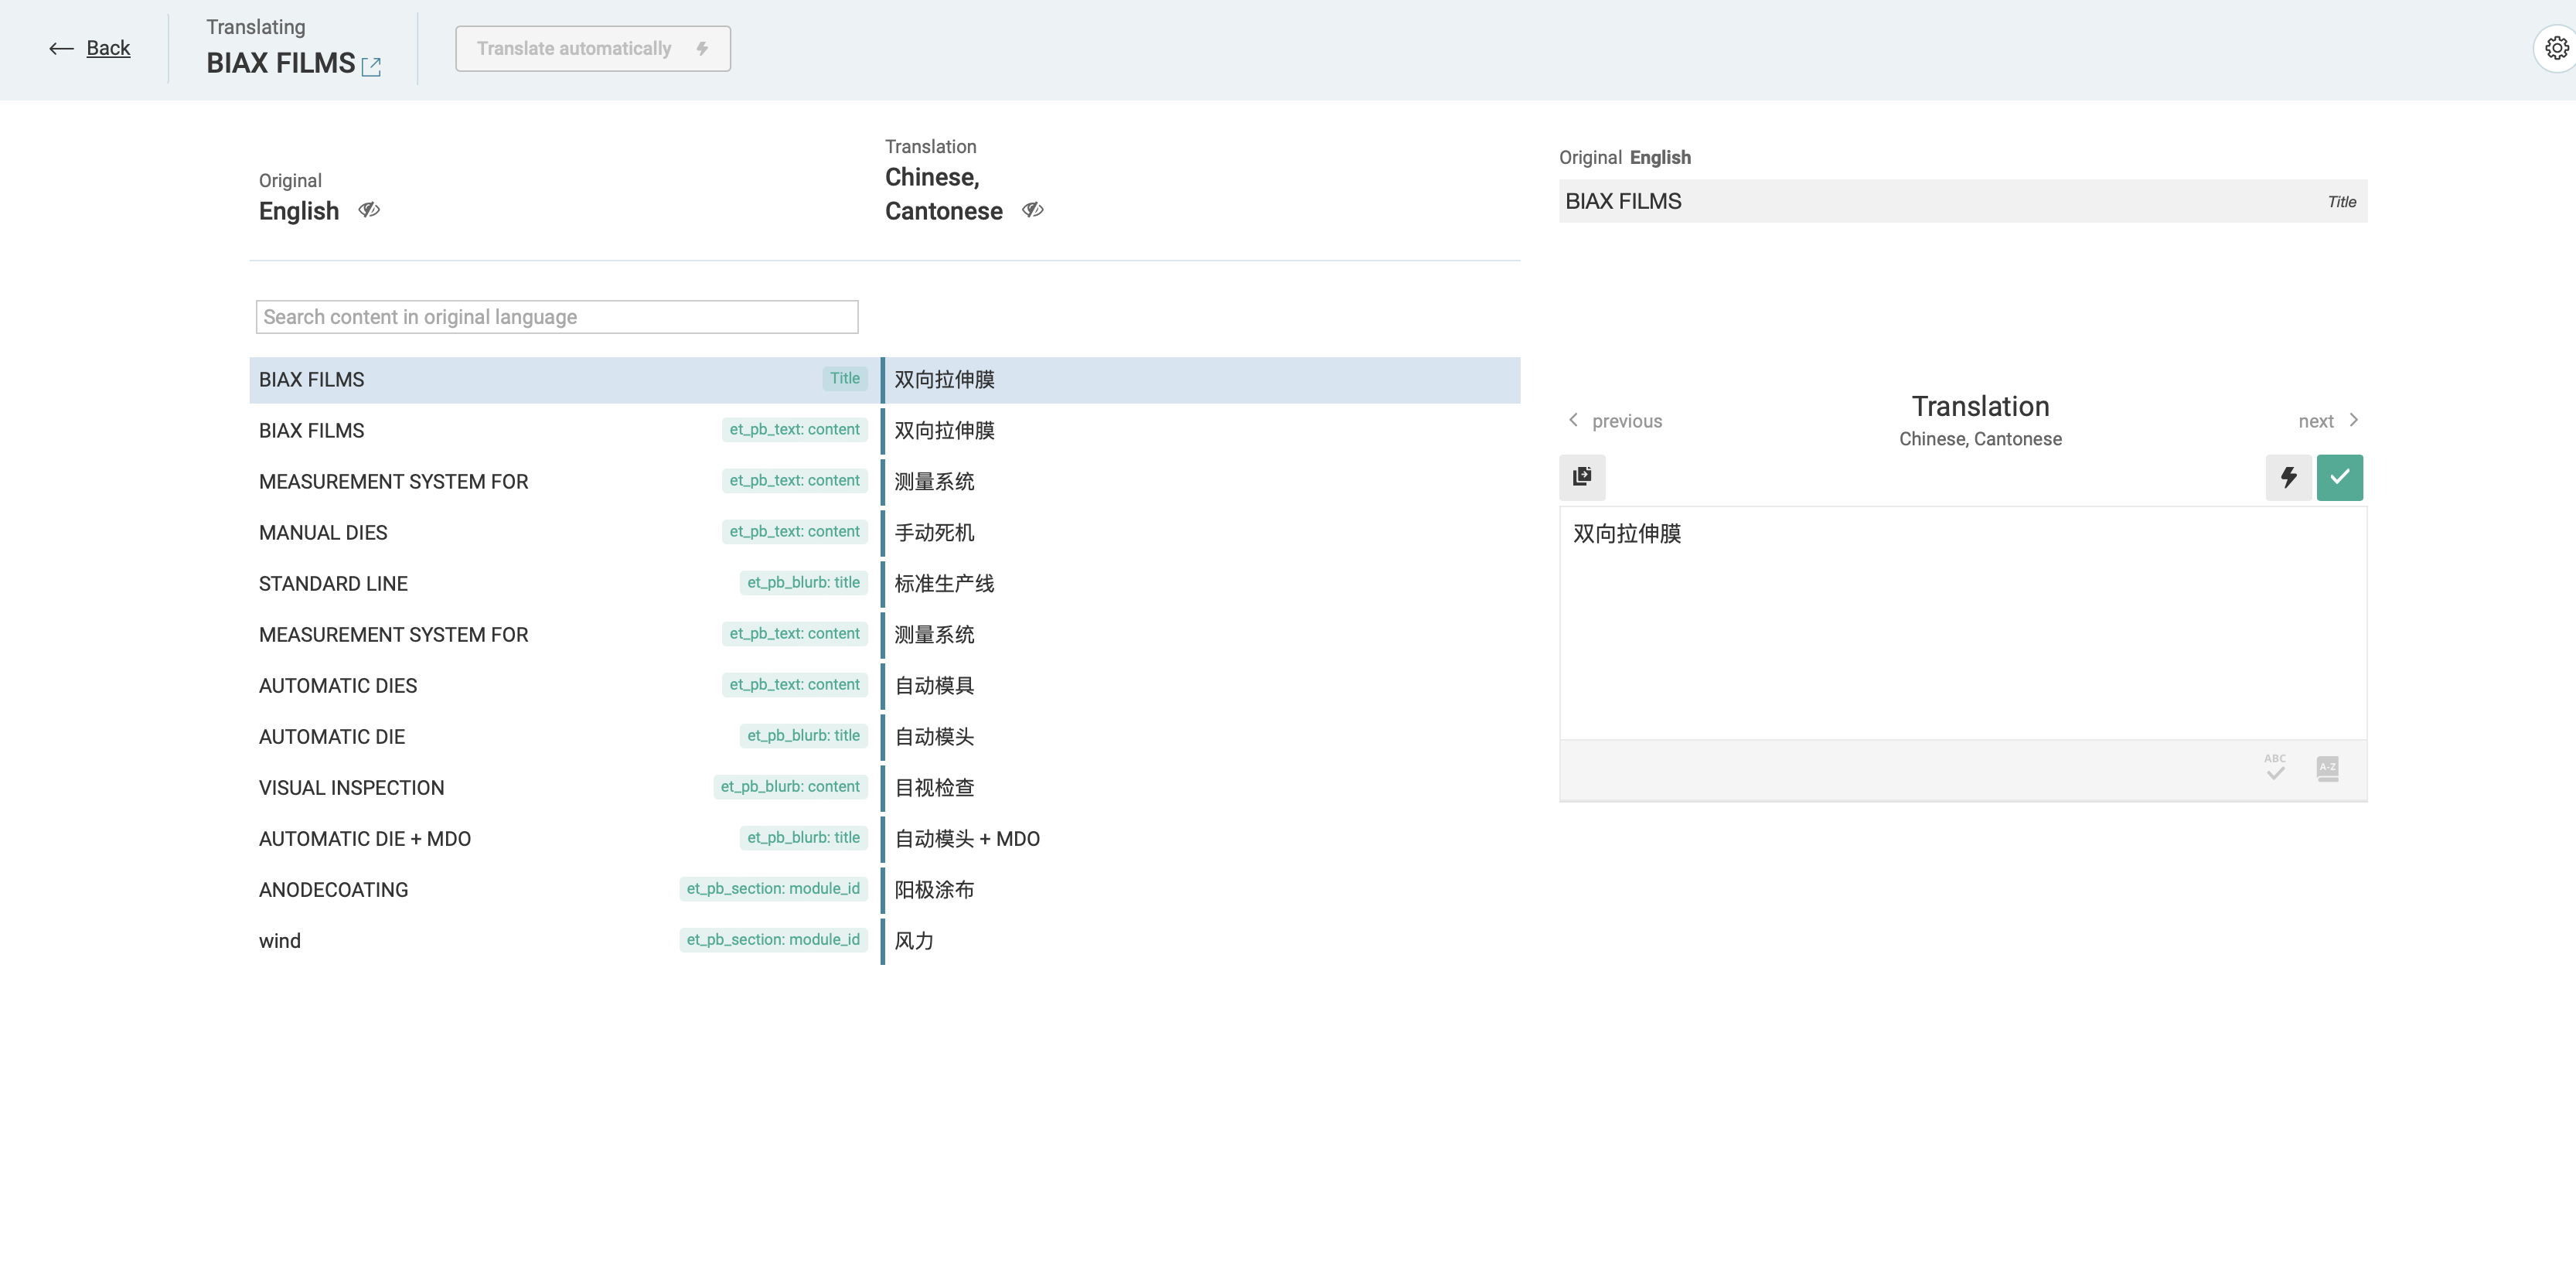 Back
Translating
BIAX FILMS
Translate automatically
Original
English
Translation
Chinese,
Cantonese
Search content in original language
BIAX FILMS Title 双向拉伸膜
BIAX FILMS et_pb_text: content 双向拉伸膜
MEASUREMENT SYSTEM FOR et_pb_text: content 测量系统
MANUAL DIES et_pb_text: content 手动死机
STANDARD LINE et_pb_blurb: title 标准生产线
MEASUREMENT SYSTEM FOR et_pb_text: content 测量系统
AUTOMATIC DIES et_pb_text: content 自动模具
AUTOMATIC DIE et_pb_blurb: title 自动模头
VISUAL INSPECTION et_pb_blurb: content 目视检查
AUTOMATIC DIE + MDO et_pb_blurb: title 自动模头 + MDO
ANODECOATING et_pb_section: module_id 阳极涂布
wind et_pb_section: module_id 风力
Original English
BIAX FILMS Title
previous
Translation
Chinese, Cantonese
next
双向拉伸膜
ABC
A-Z